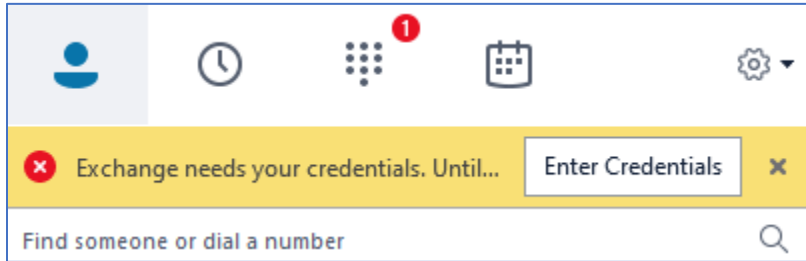 1
Exchange needs your credentials. Until...
Enter Credentials
Find someone or dial a number